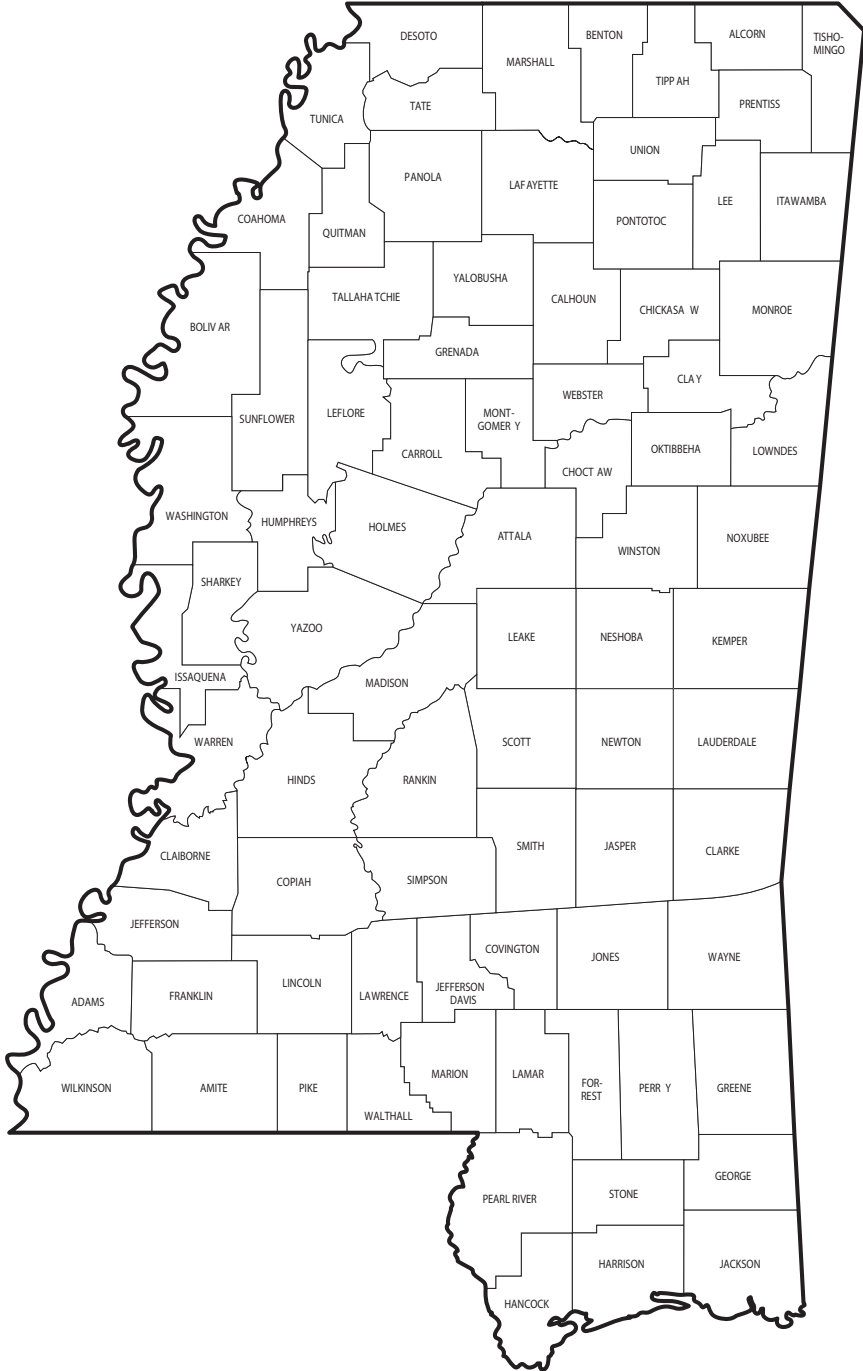 DESOTO
BENTON
ALCORN
TISHO-
MINGO
MARSHALL
TIPP AH
TATE
PRENTISS
TUNICA
UNION
PANOLA
LAFAYETTE
LEE
ITAWAMBA
COAHOMA
PONTOTOC
QUITMAN
YALOBUSHA
TALLAHA TCHIE
CALHOUN
CHICKASA W
MONROE
BOLIV AR
GRENADA
CLA Y
WEBSTER
LEFLORE
MONT-
GOMER Y
SUNFLOWER
OKTIBBEHA
LOWNDES
CARROLL
CHOCT AW
WASHINGTON
HUMPHREYS
HOLMES
ATTALA
NOXUBEE
WINSTON
SHARKEY
YAZOO
LEAKE
NESHOBA
KEMPER
ISSAQUENA
MADISON
WARREN
SCOTT
NEWTON
LAUDERDALE
HINDS
RANKIN
SMITH
JASPER
CLARKE
CLAIBORNE
COPIAH
SIMPSON
JEFFERSON
COVINGTON
JONES
WAYNE
LINCOLN
JEFFERSON
DAVIS
LAWRENCE
FRANKLIN
ADAMS
MARION
LAMAR
FOR-
REST
PERR Y
GREENE
WILKINSON
AMITE
PIKE
WALTHALL
GEORGE
PEARL RIVER
STONE
HARRISON
JACKSON
HANCOCK